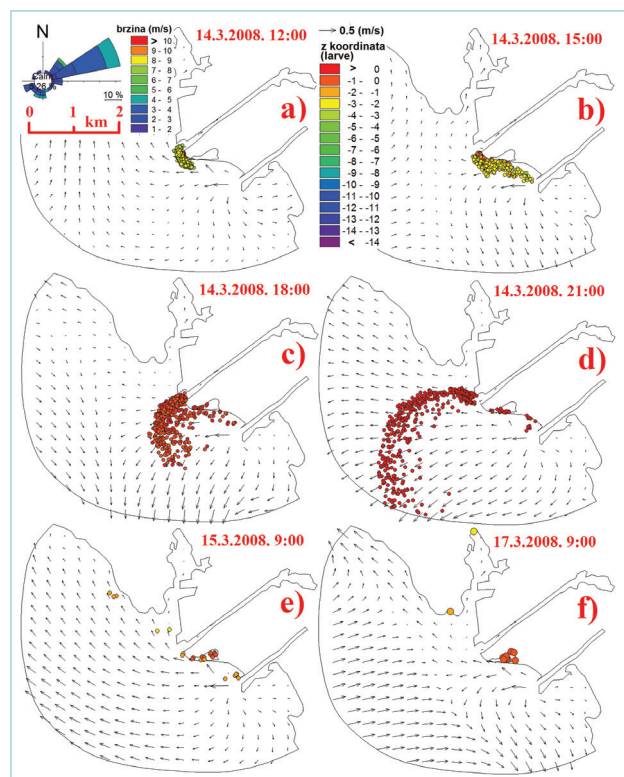 N
Calm
5.26 %
10 %
0 1 2
km
brzina (m/s)
> 10
9 - 10
8 - 9
7 - 8
6 - 7
5 - 6
4 - 5
3 - 4
2 - 3
1 - 2
14.3.2008. 12:00
a)
0.5 (m/s)
z koordinata
(larve)
> 0
-1 - 0
-2 - -1
-3 - -2
-4 - -3
-5 - -4
-6 - -5
-7 - -6
-8 - -7
-9 - -8
-10 - -9
-11 - -10
-12 - -11
-13 - -12
-14 - -13
< -14
14.3.2008. 15:00
b)
14.3.2008. 18:00
c)
14.3.2008. 21:00
d)
15.3.2008. 9:00
e)
17.3.2008. 9:00
f)